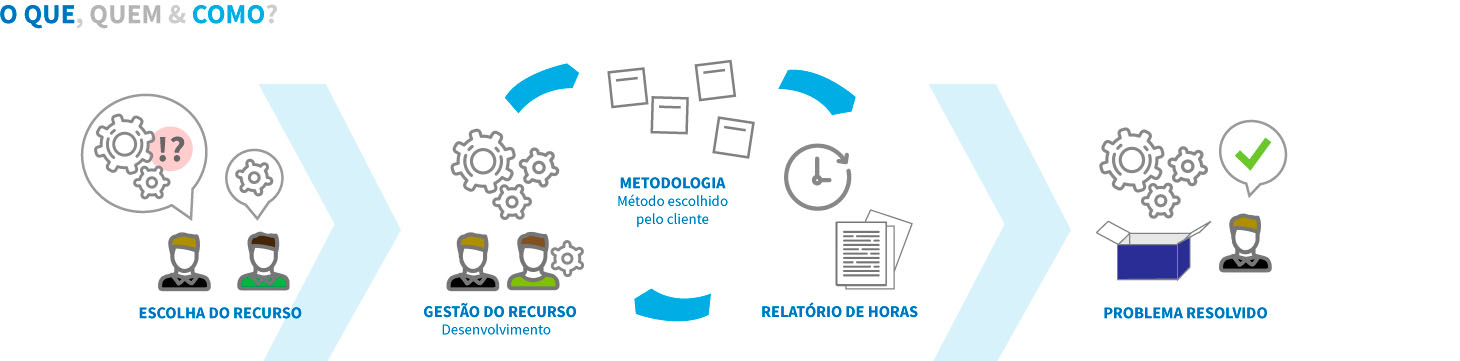 O QUE, QUEM & COMO?
!?
ESCOLHA DO RECURSO
GESTÃO DO RECURSO
Desenvolvimento
METODOLOGIA
Método escolhido
pelo cliente
RELATÓRIO DE HORAS
PROBLEMA RESOLVIDO